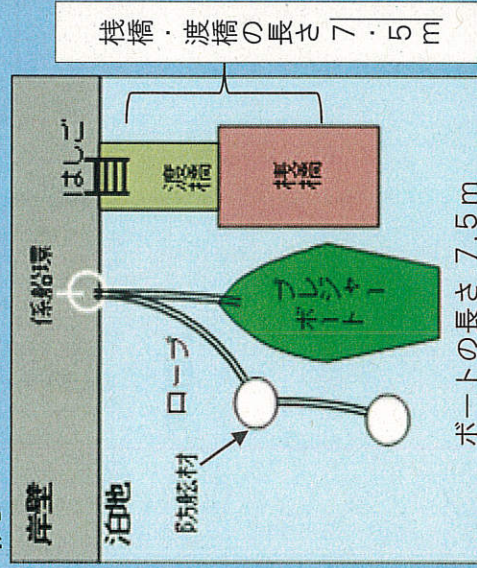 桟橋・渡橋の長さ７．５ｍ
岸壁
係船環
はしご
泊地
渡橋
桟橋
ロープ
プレジャー
ボート
防舷材
ボートの長さ 7.5ｍ